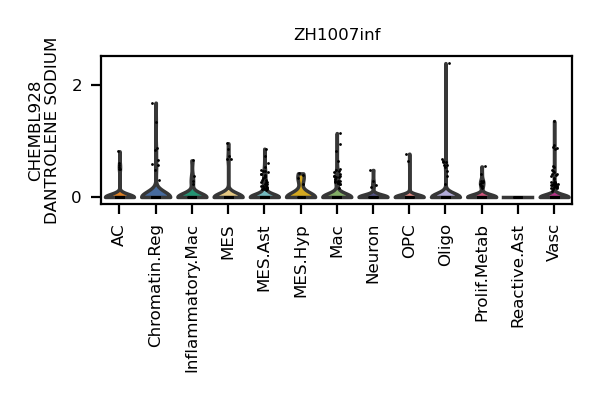 ZH1007inf
CHEMBL928
DANTROLENE SODIUM
2
0
AC
Chromatin.Reg
Inflammatory.Mac
MES
MES.Ast
MES.Hyp
Mac
Neuron
OPC
Oligo
Prolif.Metab
Reactive.Ast
Vasc